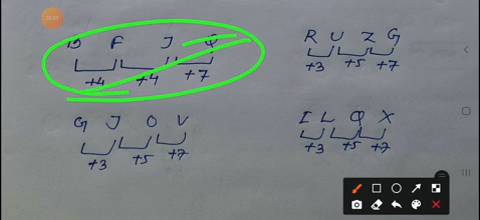 B F J Q
+4 +4 +7
R U Z G
+3 +5 +7
G J O V
+3 +5 +7
I L Q X
+3 +5 +7